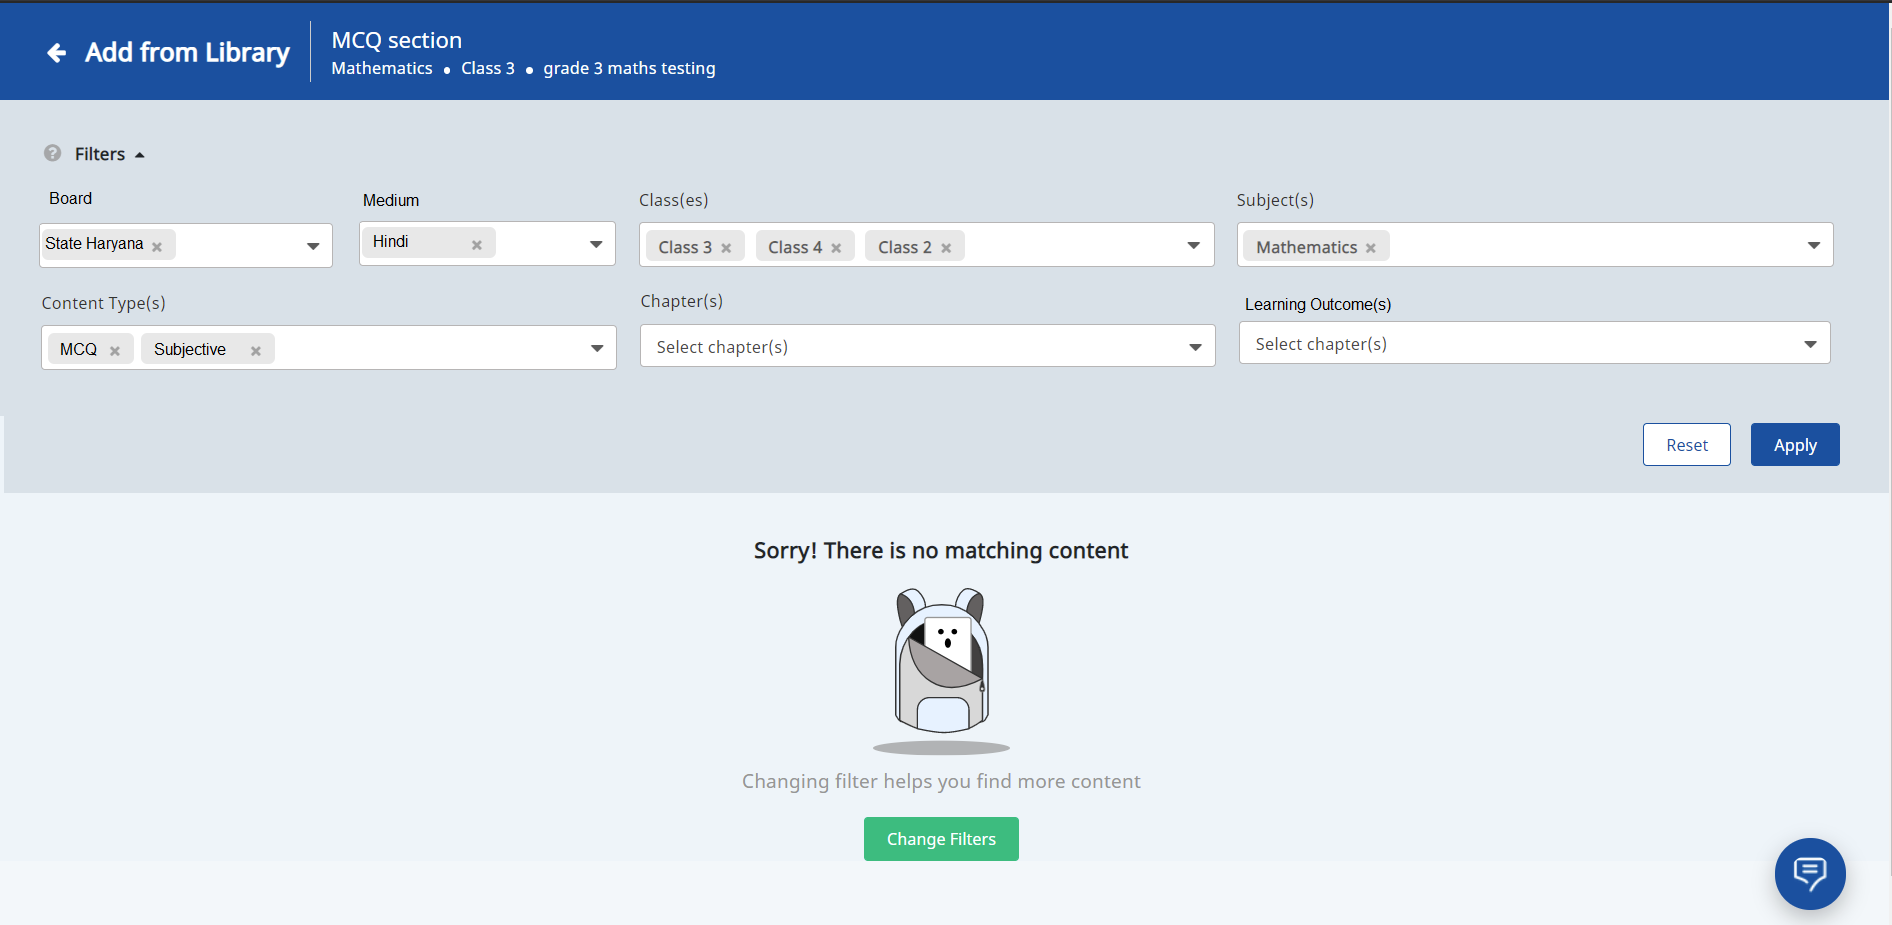 Add from Library
MCQ section
Mathematics • Class 3 • grade 3 maths testing
? Filters
Board
Medium
Class(es)
Subject(s)
State Haryana ×
Hindi ×
Class 3 × Class 4 × Class 2 ×
Mathematics ×
Content Type(s)
Chapter(s)
Learning Outcome(s)
MCQ × Subjective ×
Select chapter(s)
Select chapter(s)
Reset
Apply
Sorry! There is no matching content
Changing filter helps you find more content
Change Filters